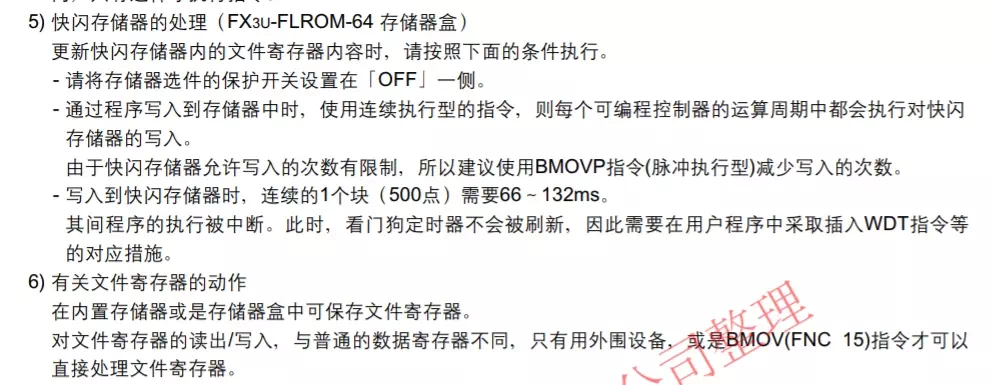 5) 快闪存储器的处理（FX3U-FLROM-64 存储器盒）
更新快闪存储器内的文件寄存器内容时，请按照下面的条件执行。
- 请将存储器选件的保护开关设置在「OFF」一侧。
- 通过程序写入到存储器中时，使用连续执行型的指令，则每个可编程控制器的运算周期中都会执行对快闪
存储器的写入。
由于快闪存储器允许写入的次数有限制，所以建议使用BMOVP指令(脉冲执行型)减少写入的次数。
- 写入到快闪存储器时，连续的1个块（500点）需要66～132ms。
其间程序的执行被中断。此时，看门狗定时器不会被刷新，因此需要在用户程序中采取插入WDT指令等
的对应措施。
6) 有关文件寄存器的动作
在内置存储器或是存储器盒中可保存文件寄存器。
对文件寄存器的读出/写入，与普通的数据寄存器不同，只有用外围设备，或是BMOV(FNC 15)指令才可以
直接处理文件寄存器。
公司整理